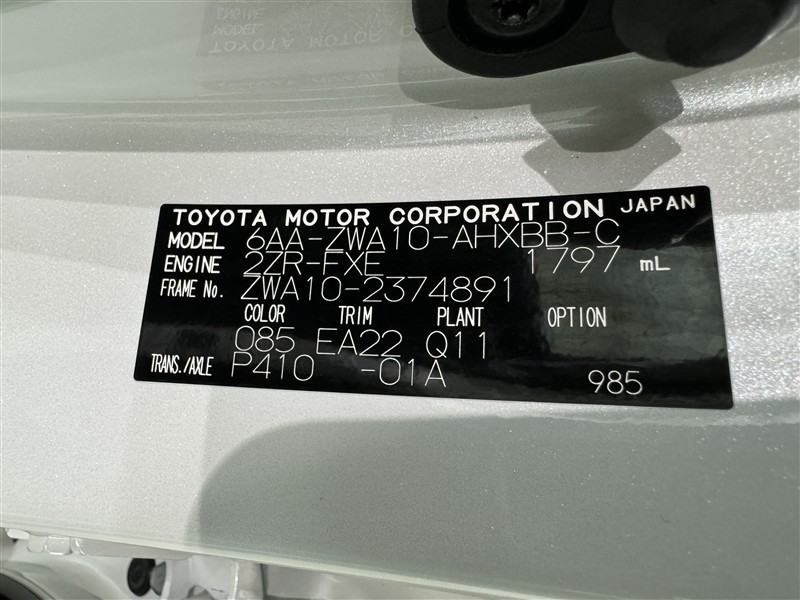 TOYOTA MOTOR CORPORATION JAPAN
MODEL 6AA-ZWA10-AHXBB-C
ENGINE 2ZR-FXE 1797 mL
FRAME No. ZWA10-2374891
COLOR TRIM PLANT OPTION
085 EA22 Q11
TRANS./AXLE P410 -01A 985